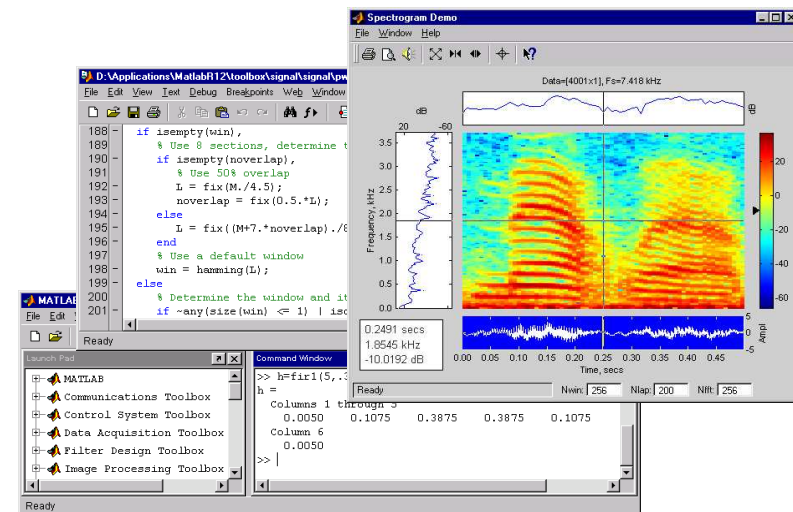 Spectrogram Demo
File Window Help
Data=[4001x1], Fs=7.418 kHz
dB
dB
20 -60
3.5
3.0
2.5
2.0
1.5
1.0
0.5
0.0
Frequency, kHz
20
0
-20
-40
-60
5
-5
Ampl
0.2491 secs
1.8545 kHz
-10.0192 dB
0.00 0.05 0.10 0.15 0.20 0.25 0.30 0.35 0.40 0.45
Time, secs
Ready Nwin: 256 Nlap: 200 Nfft: 256
D:\Applications\MatlabR12\toolbox\signal\signal\pw
File Edit View Text Debug Breakpoints Web Window
188 - if isempty(win),
189 % Use 8 sections, determine t
190 - if isempty(noverlap),
191 % Use 50% overlap
192 - L = fix(M./4.5);
193 - noverlap = fix(0.5.*L);
194 - else
195 - L = fix((M+7.*noverlap)./8
196 - end
197 % Use a default window
198 - win = hamming(L);
199 - else
200 % Determine the window and it
201 - if ~any(size(win) <= 1) | isc
Ready
MATLAB
File Edit
Launch Pad
MATLAB
Communications Toolbox
Control System Toolbox
Data Acquisition Toolbox
Filter Design Toolbox
Image Processing Toolbox
Command Window
>> h=fir1(5,.3
h =
Columns 1 through 5
0.0050 0.1075 0.3875 0.3875 0.1075
Column 6
0.0050
>>
Ready